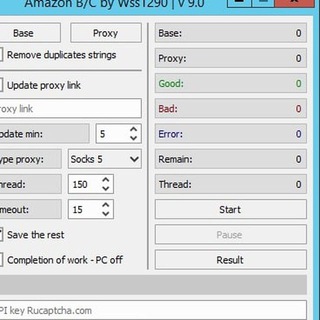 Amazon B/C by Wss1290 | v 9.0
Base Proxy
Remove duplicates strings
Update proxy link
roxy link
pdate min: 5
ype proxy: Socks 5
hread: 150
meout: 15
Save the rest
Completion of work - PC off
Base: 0
Proxy: 0
Good: 0
Bad: 0
Error: 0
Remain: 0
Thread: 0
Start
Pause
Result
PI key Rucaptcha.com